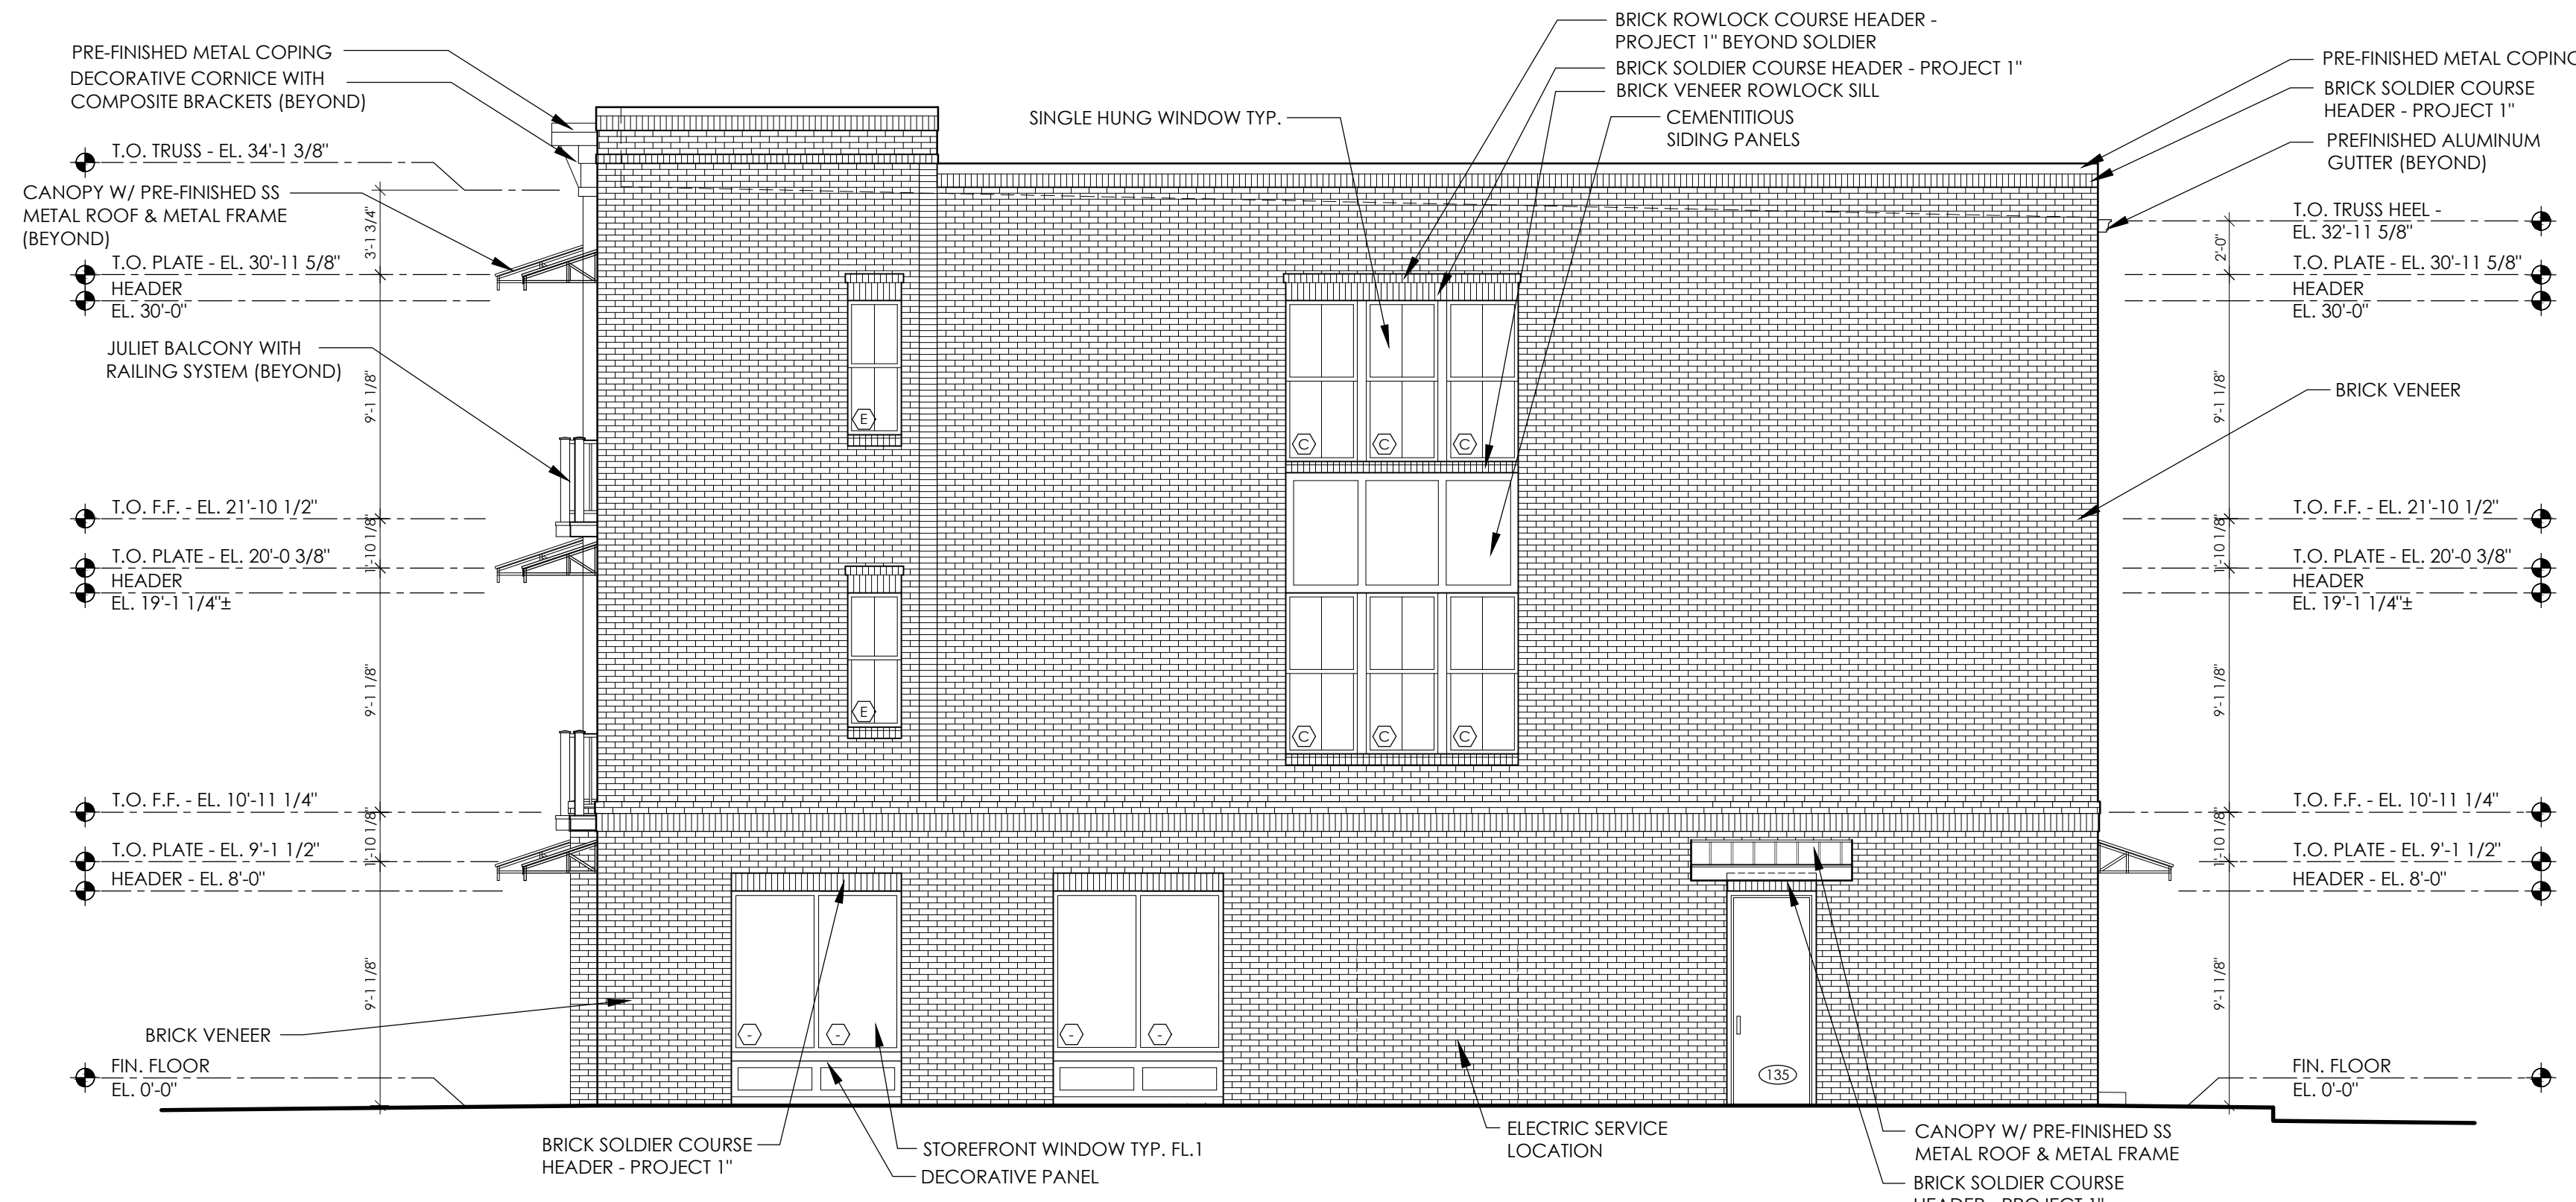 PRE-FINISHED METAL COPING
DECORATIVE CORNICE WITH
COMPOSITE BRACKETS (BEYOND)
T.O. TRUSS - EL. 34'-1 3/8"
CANOPY W/ PRE-FINISHED SS
METAL ROOF & METAL FRAME
(BEYOND)
T.O. PLATE - EL. 30'-11 5/8"
HEADER
EL. 30'-0"
JULIET BALCONY WITH
RAILING SYSTEM (BEYOND)
T.O. F.F. - EL. 21'-10 1/2"
T.O. PLATE - EL. 20'-0 3/8"
HEADER
EL. 19'-1 1/4"±
T.O. F.F. - EL. 10'-11 1/4"
T.O. PLATE - EL. 9'-1 1/2"
HEADER - EL. 8'-0"
BRICK VENEER
FIN. FLOOR
EL. 0'-0"
3'-1 3/4"
9'-1 1/8"
1'-10 1/8"
9'-1 1/8"
1'-10 1/8"
9'-1 1/8"
SINGLE HUNG WINDOW TYP.
BRICK ROWLOCK COURSE HEADER -
PROJECT 1" BEYOND SOLDIER
BRICK SOLDIER COURSE HEADER - PROJECT 1"
BRICK VENEER ROWLOCK SILL
CEMENTITIOUS
SIDING PANELS
E
C C C
E
C C C
- - - -
135
BRICK SOLDIER COURSE
HEADER - PROJECT 1"
STOREFRONT WINDOW TYP. FL.1
DECORATIVE PANEL
ELECTRIC SERVICE
LOCATION
CANOPY W/ PRE-FINISHED SS
METAL ROOF & METAL FRAME
BRICK SOLDIER COURSE
HEADER - PROJECT 1"
PRE-FINISHED METAL COPING
BRICK SOLDIER COURSE
HEADER - PROJECT 1"
PREFINISHED ALUMINUM
GUTTER (BEYOND)
T.O. TRUSS HEEL -
EL. 32'-11 5/8"
T.O. PLATE - EL. 30'-11 5/8"
HEADER
EL. 30'-0"
BRICK VENEER
T.O. F.F. - EL. 21'-10 1/2"
T.O. PLATE - EL. 20'-0 3/8"
HEADER
EL. 19'-1 1/4"±
T.O. F.F. - EL. 10'-11 1/4"
T.O. PLATE - EL. 9'-1 1/2"
HEADER - EL. 8'-0"
FIN. FLOOR
EL. 0'-0"
2'-0"
9'-1 1/8"
1'-10 1/8"
9'-1 1/8"
1'-10 1/8"
9'-1 1/8"